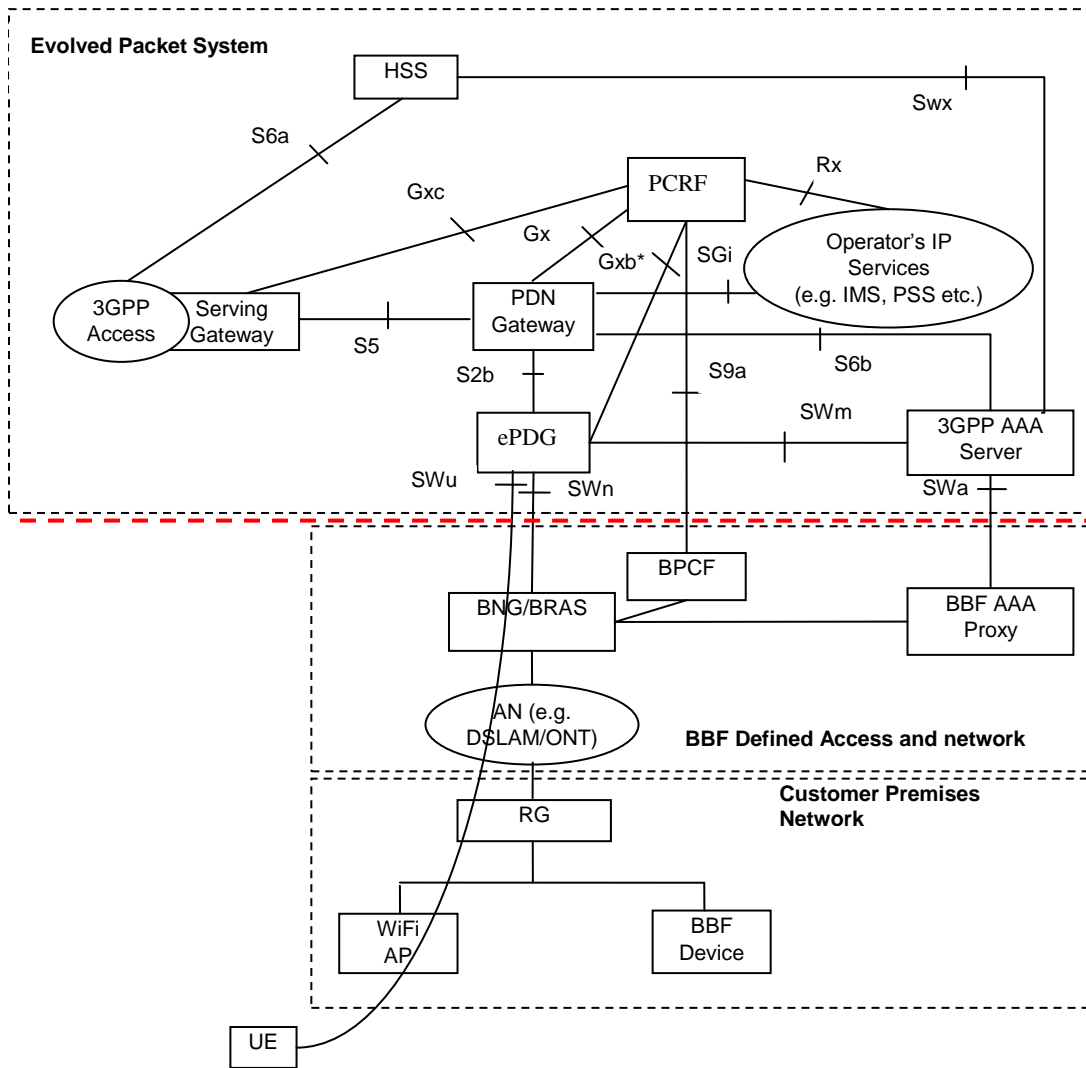 Evolved Packet System
HSS
Swx
S6a
PCRF
Rx
Gxc
Gx
Gxb*
SGi
Operator's IP
Services
(e.g. IMS, PSS etc.)
3GPP
Access
Serving
Gateway
PDN
Gateway
S5
S6b
S2b
S9a
SWm
ePDG
3GPP AAA
Server
SWu
SWn
SWa
BPCF
BNG/BRAS
BBF AAA
Proxy
AN (e.g.
DSLAM/ONT)
BBF Defined Access and network
Customer Premises
Network
RG
WiFi
AP
BBF
Device
UE